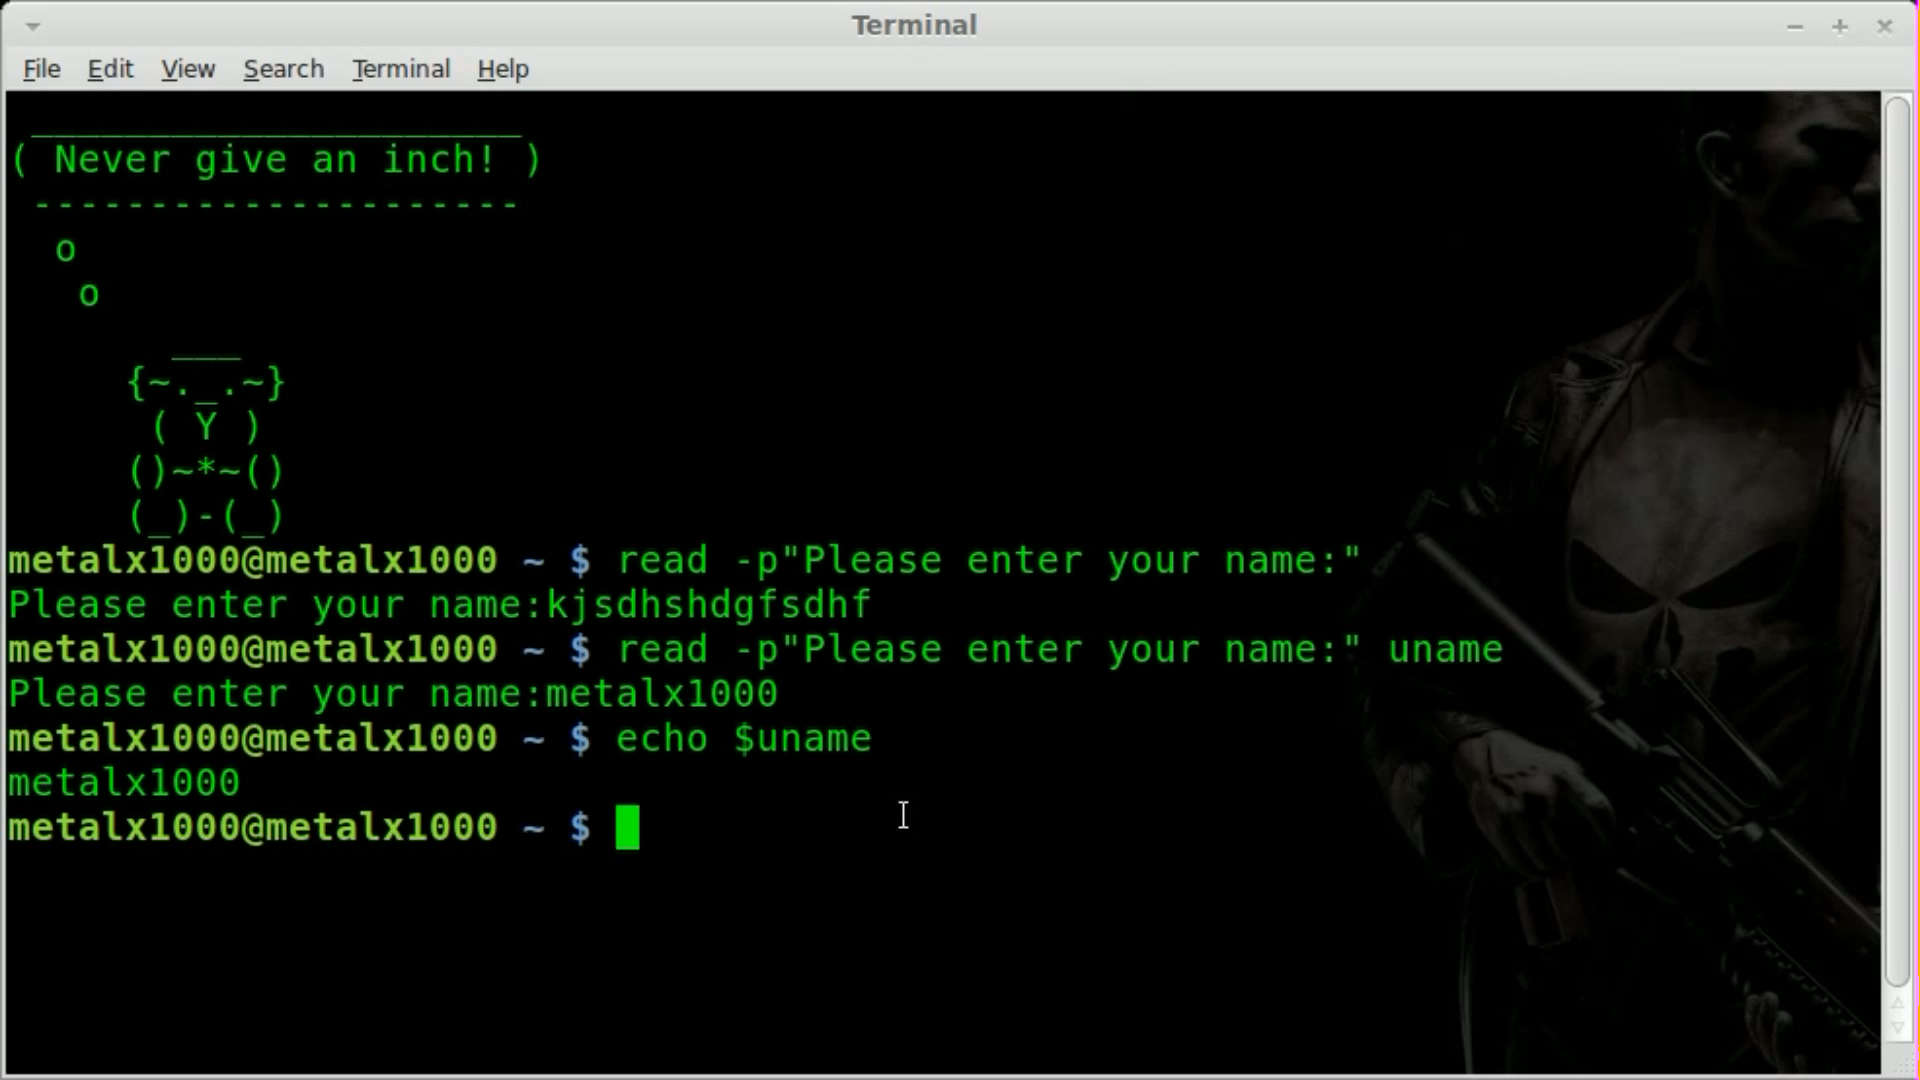 Terminal
File Edit View Search Terminal Help
 _____________________
( Never give an inch! )
 ---------------------
  o
   o
       ___
     {~._.~}
      ( Y )
     ()~*~()
     (_)-(_)
metalx1000@metalx1000 ~ $ read -p"Please enter your name:"
Please enter your name:kjsdhshdgfsdhf
metalx1000@metalx1000 ~ $ read -p"Please enter your name:" uname
Please enter your name:metalx1000
metalx1000@metalx1000 ~ $ echo $uname
metalx1000
metalx1000@metalx1000 ~ $